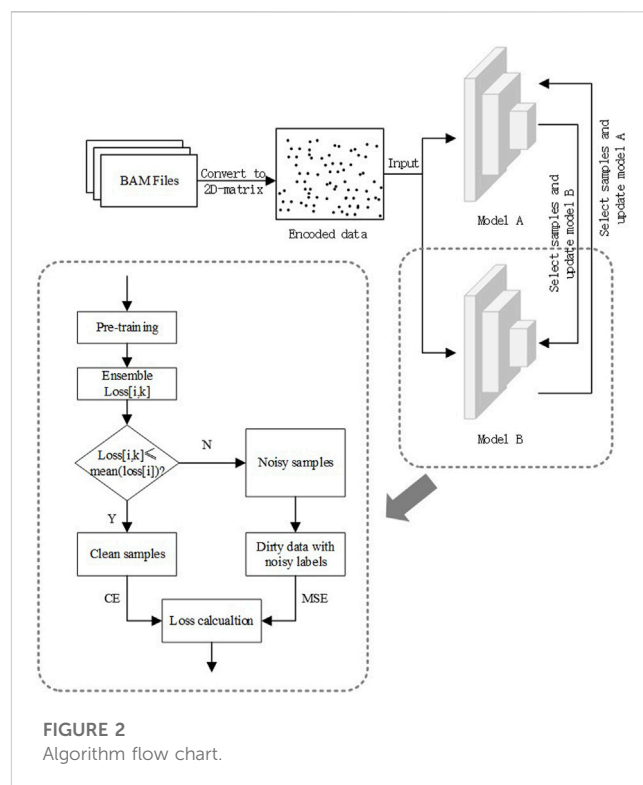 BAM Files
Convert to
2D-matrix
Encoded data
Input
Model A
Select samples and
update model B
Select samples and
update model A
Model B
Pre-training
Ensemble
Loss[i,k]
Loss[i,k]⩽
mean(loss[i])?
N
Noisy samples
Y
Clean samples
Dirty data with
noisy labels
CE
MSE
Loss calcualtion
FIGURE 2
Algorithm flow chart.